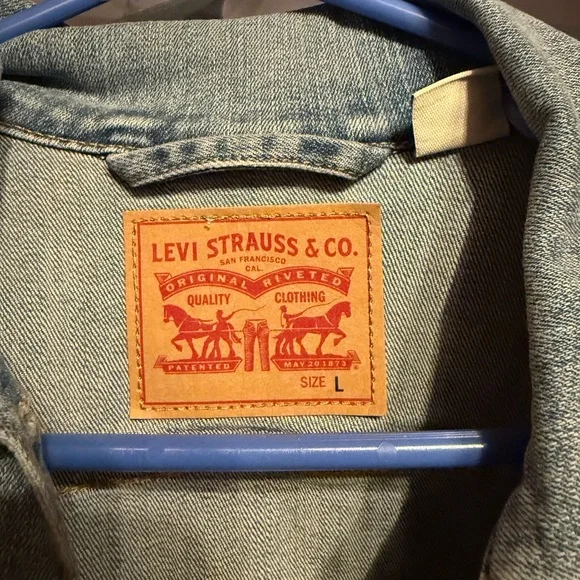 LEVI STRAUSS & CO.
SAN FRANCISCO
CAL.
ORIGINAL RIVETED
QUALITY CLOTHING
PATENTED MAY 20 1873
SIZE L